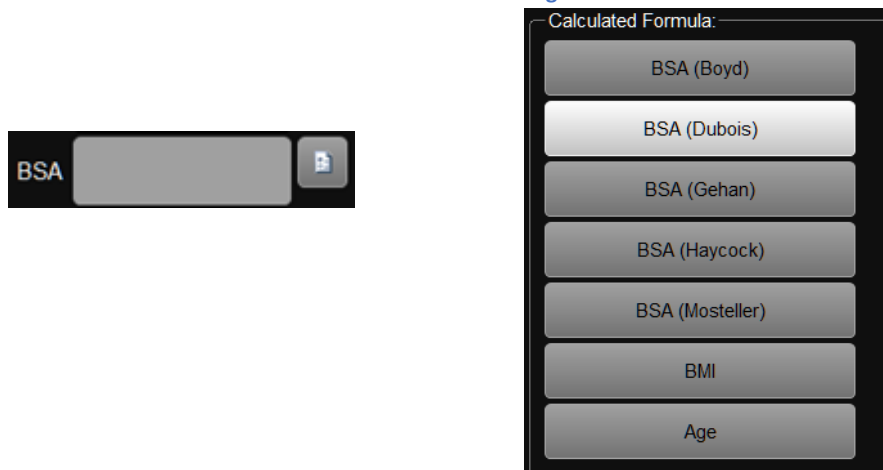 BSA
Calculated Formula:
BSA (Boyd)
BSA (Dubois)
BSA (Gehan)
BSA (Haycock)
BSA (Mosteller)
BMI
Age